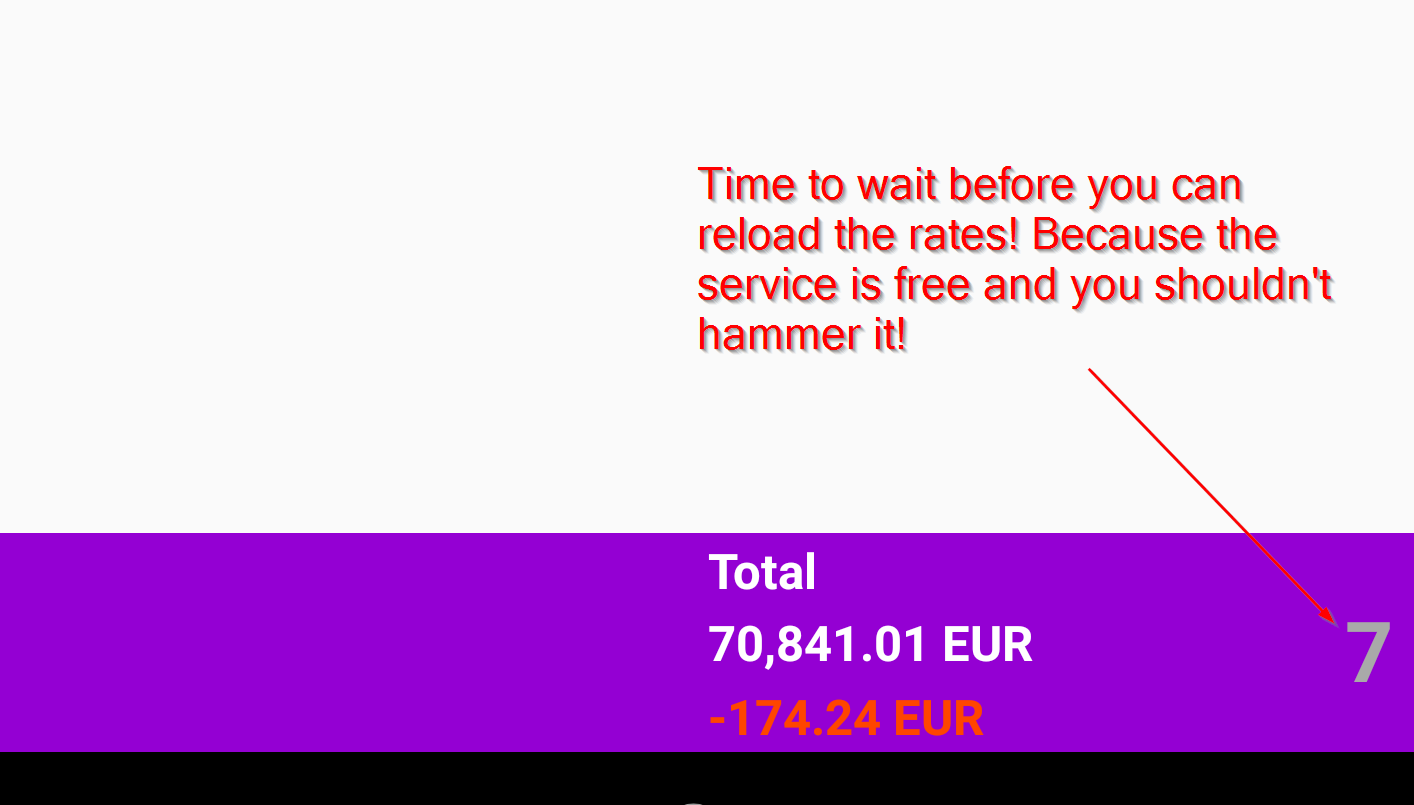 Time to wait before you can
reload the rates! Because the
service is free and you shouldn't
hammer it!
Total
70,841.01 EUR
7
-174.24 EUR